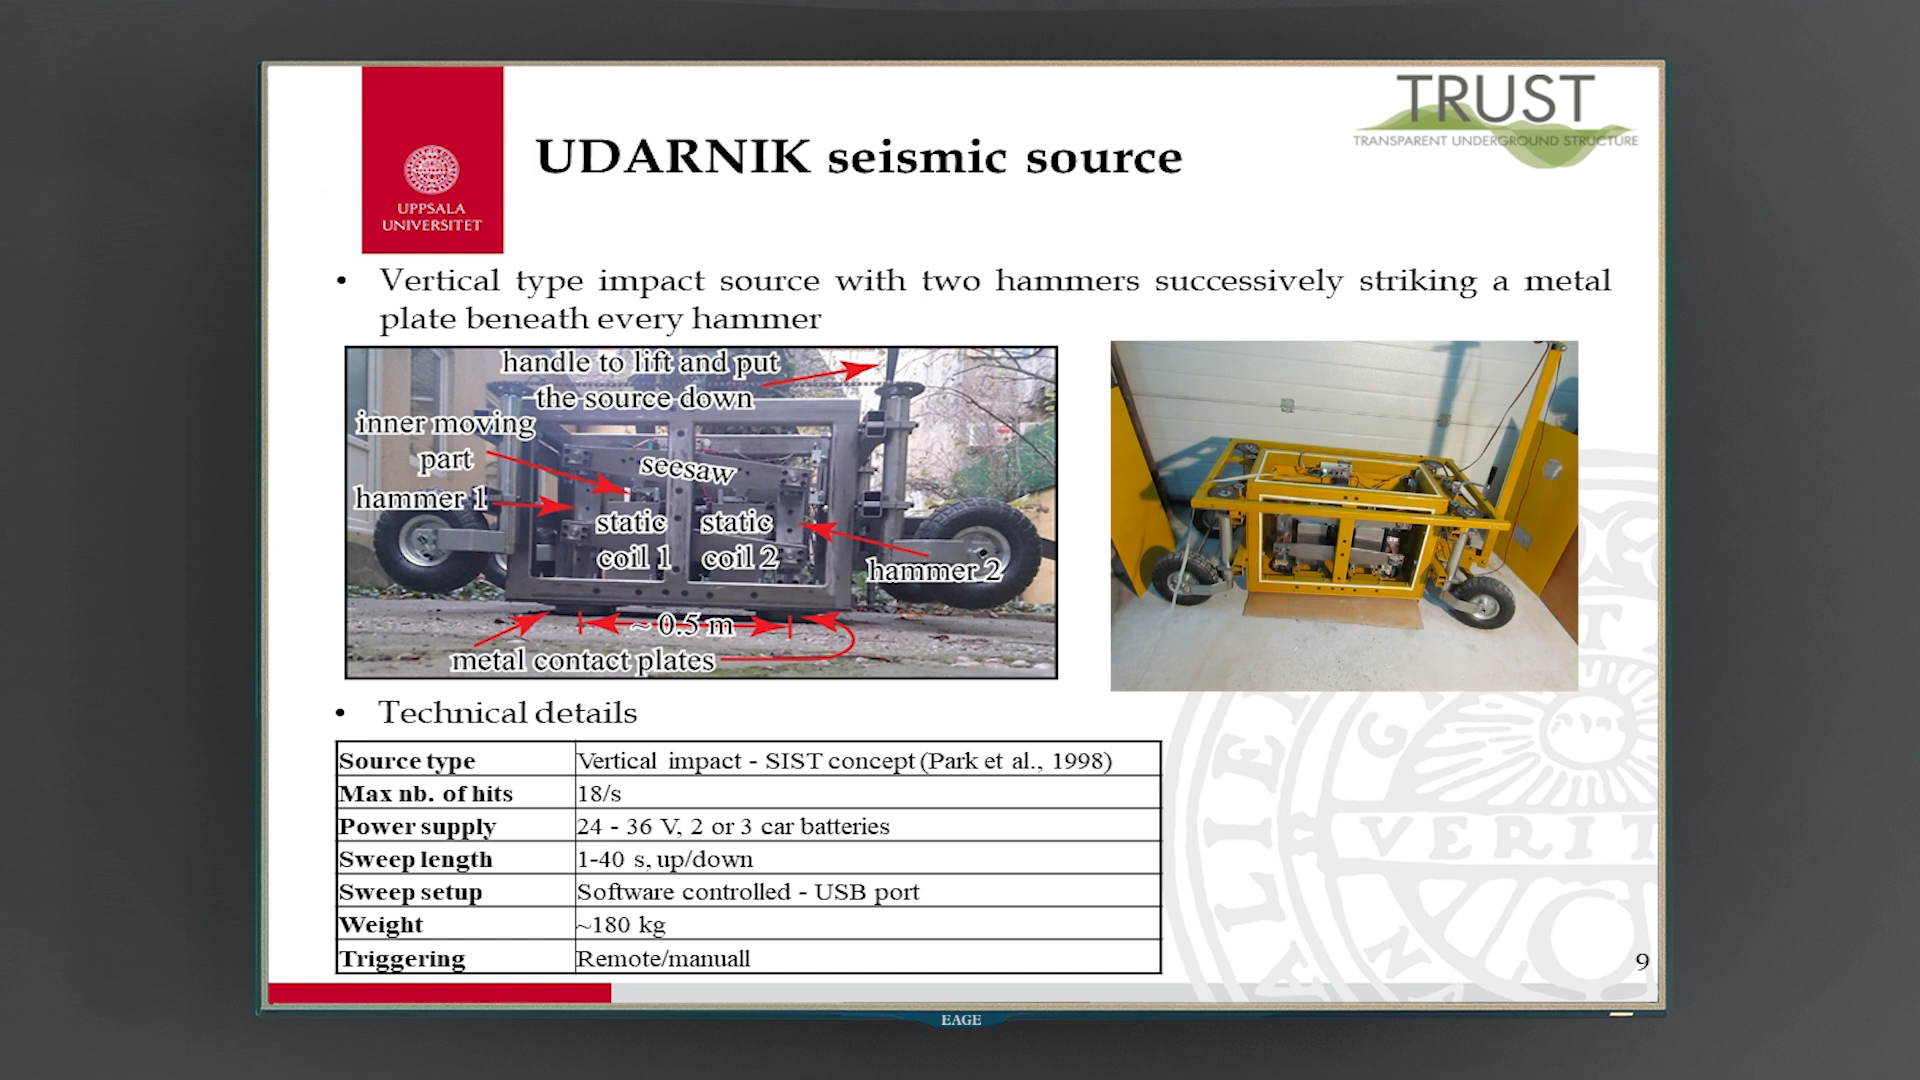 TRUST
TRANSPARENT UNDERGROUND STRUCTURE
UPPSALA
UNIVERSITET
UDARNIK seismic source
• Vertical type impact source with two hammers successively striking a metal
plate beneath every hammer
handle to lift and put
the source down
inner moving
part
seesaw
hammer 1
static
coil 1
static
coil 2
hammer 2
~ 0.5 m
metal contact plates
• Technical details
Source type Vertical impact - SIST concept (Park et al., 1998)
Max nb. of hits 18/s
Power supply 24 - 36 V, 2 or 3 car batteries
Sweep length 1-40 s, up/down
Sweep setup Software controlled - USB port
Weight ~180 kg
Triggering Remote/manuall
VERIT
9
EAGE